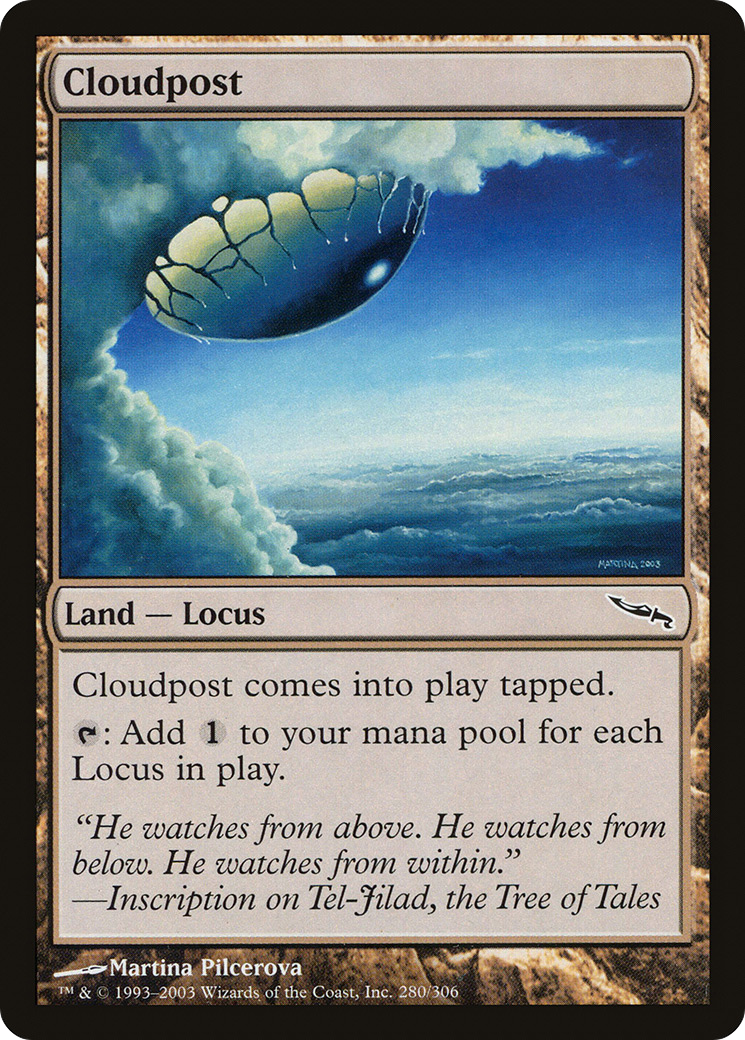 Cloudpost
MARTINA 2003
Land — Locus
Cloudpost comes into play tapped.
: Add 1 to your mana pool for each
Locus in play.
“He watches from above. He watches from
below. He watches from within.”
—Inscription on Tel-Jilad, the Tree of Tales
Martina Pilcerova
™ & © 1993–2003 Wizards of the Coast, Inc. 280/306